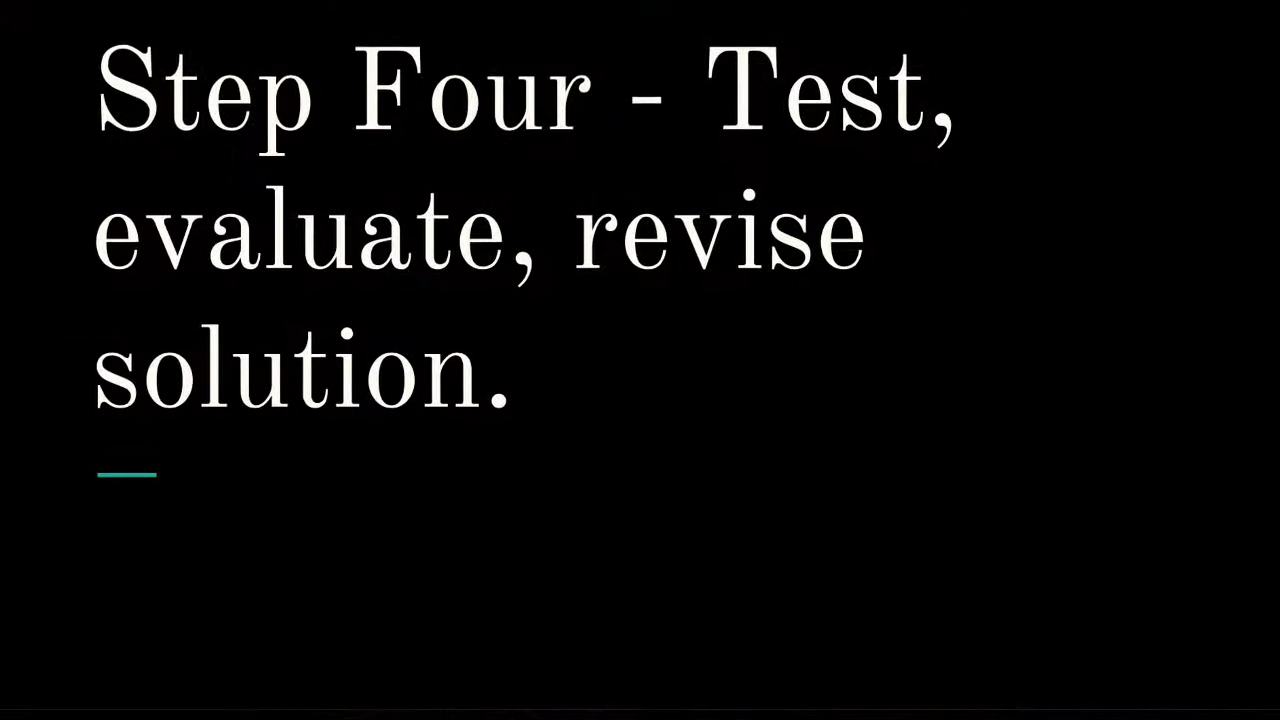 Step Four - Test,
evaluate, revise
solution.